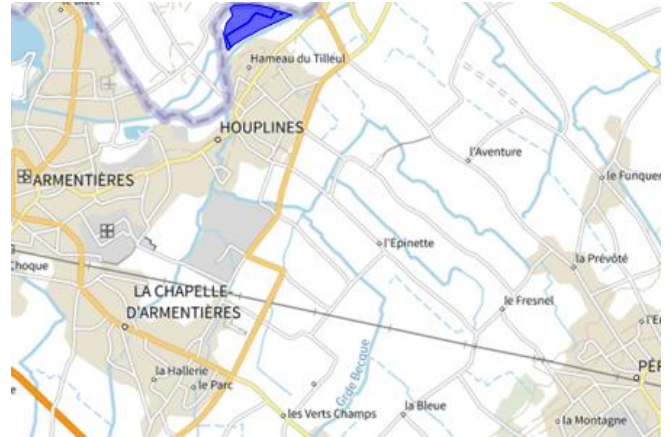 Hameau du Tilleul
HOUPLINES
l'Aventure
le Funquer
ARMENTIÈRES
l'Epinette
Choque
la Prévôté
LA CHAPELLE-
D'ARMENTIÈRES
le Fresnel
la Hallerie
le Parc
Grde Becque
PÉR
les Verts Champs
la Bleue
la Montagne